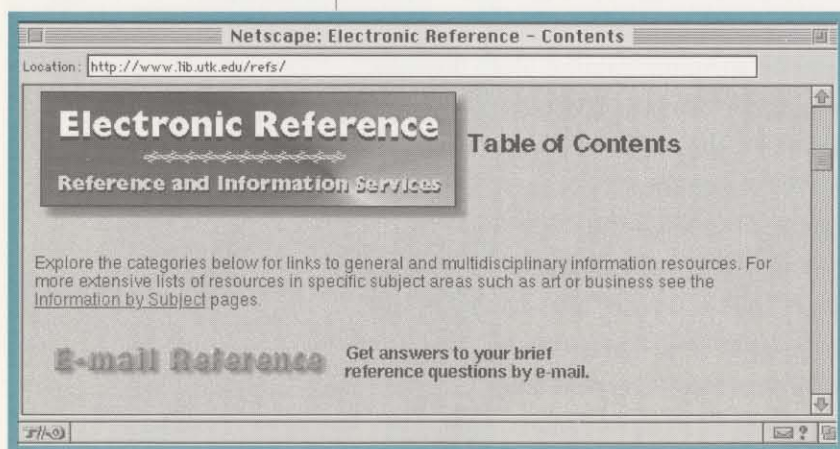 Netscape: Electronic Reference – Contents
Location: http://www.lib.utk.edu/refs/
Electronic Reference
Reference and Information Services
Table of Contents
Explore the categories below for links to general and multidisciplinary information resources. For
more extensive lists of resources in specific subject areas such as art or business see the
Information by Subject pages.
E-mail Reference
Get answers to your brief
reference questions by e-mail.
?